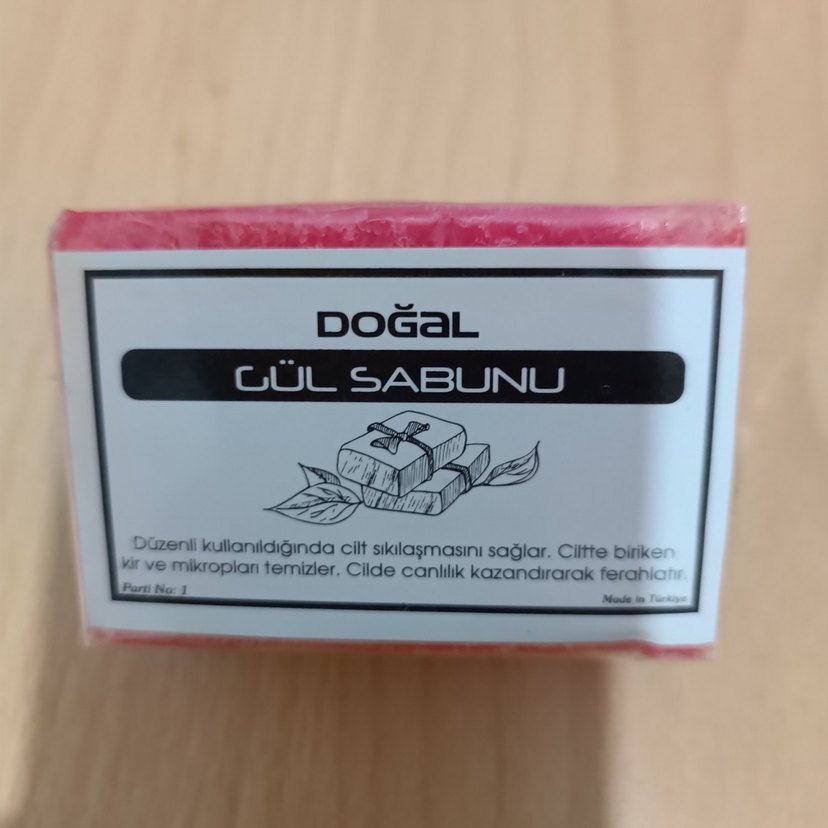 DOĞaL
GÜL SABUNU
Düzenli kullanıldığında cilt sıkılaşmasını sağlar. Ciltte biriken
kir ve mikropları temizler. Cilde canlılık kazandırarak ferahlatır.
Parti No: 1
Made in Türkiye